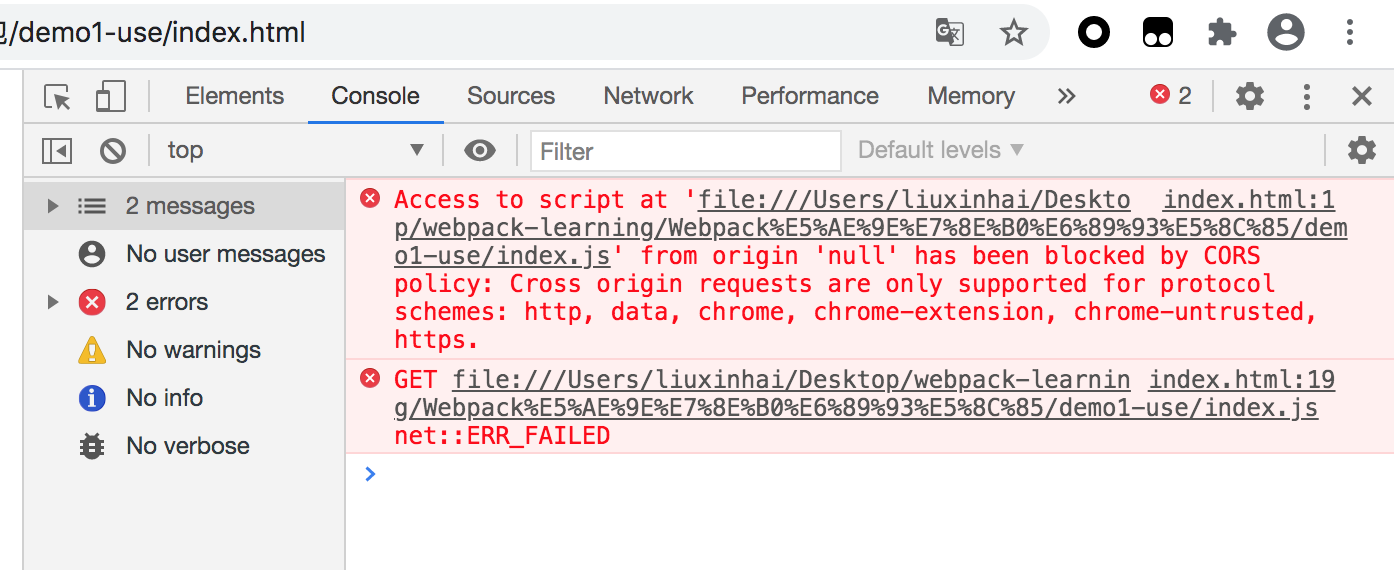 /demo1-use/index.html
Elements Console Sources Network Performance Memory 2
top Filter Default levels
2 messages
No user messages
2 errors
No warnings
No info
No verbose
Access to script at 'file:///Users/liuxinhai/Deskto index.html:1
p/webpack-learning/Webpack%E5%AE%9E%E7%8E%B0%E6%89%93%E5%8C%85/dem
o1-use/index.js' from origin 'null' has been blocked by CORS
policy: Cross origin requests are only supported for protocol
schemes: http, data, chrome, chrome-extension, chrome-untrusted,
https.
GET file:///Users/liuxinhai/Desktop/webpack-learnin index.html:19
g/Webpack%E5%AE%9E%E7%8E%B0%E6%89%93%E5%8C%85/demo1-use/index.js
net::ERR_FAILED